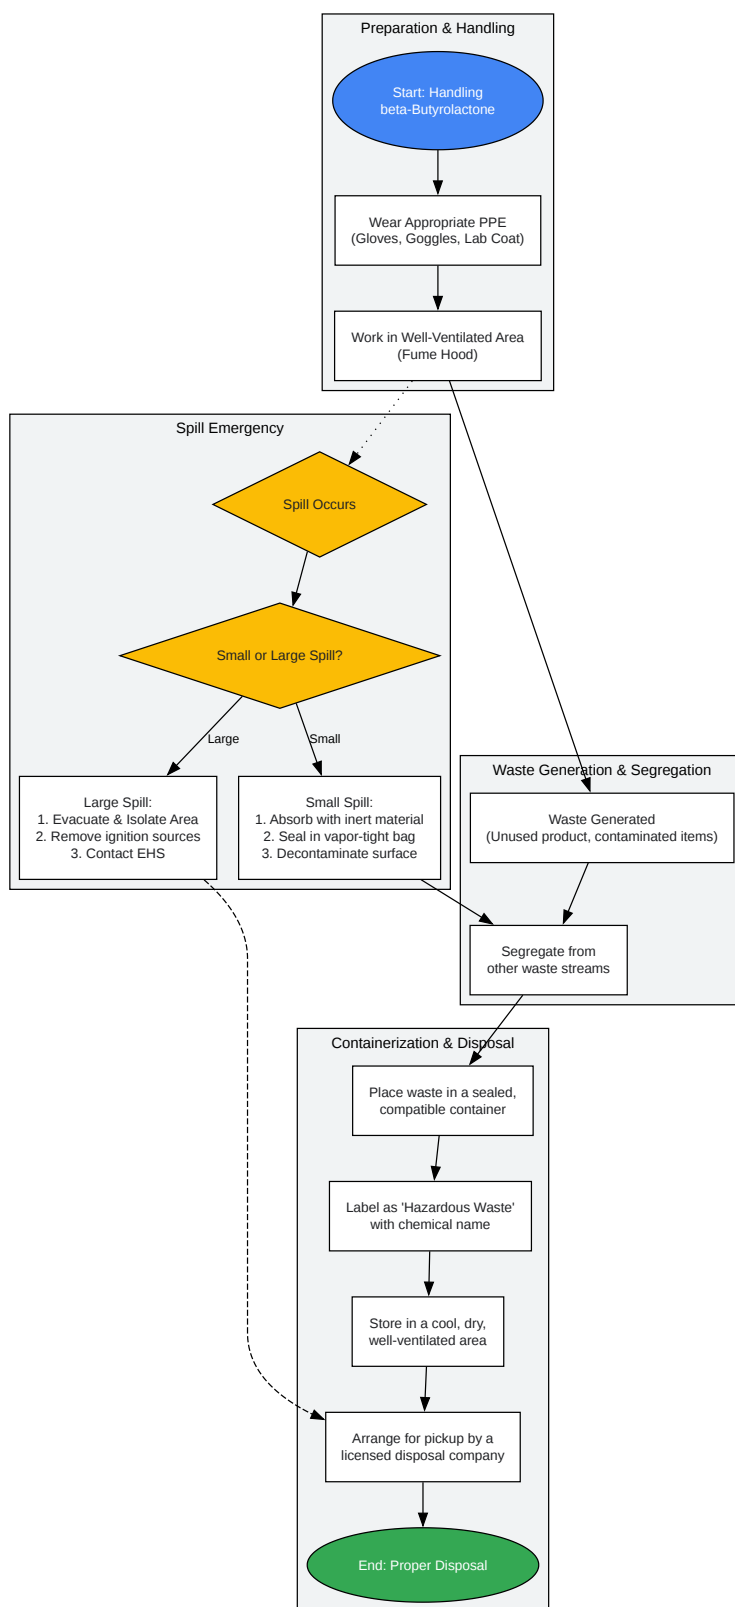 Preparation & Handling
Start: Handling
beta-Butyrolactone
Wear Appropriate PPE
(Gloves, Goggles, Lab Coat)
Work in Well-Ventilated Area
(Fume Hood)
Spill Emergency
Spill Occurs
Small or Large Spill?
Large
Small
Large Spill:
1. Evacuate & Isolate Area
2. Remove ignition sources
3. Contact EHS
Small Spill:
1. Absorb with inert material
2. Seal in vapor-tight bag
3. Decontaminate surface
Waste Generation & Segregation
Waste Generated
(Unused product, contaminated items)
Segregate from
other waste streams
Containerization & Disposal
Place waste in a sealed,
compatible container
Label as 'Hazardous Waste'
with chemical name
Store in a cool, dry,
well-ventilated area
Arrange for pickup by a
licensed disposal company
End: Proper Disposal